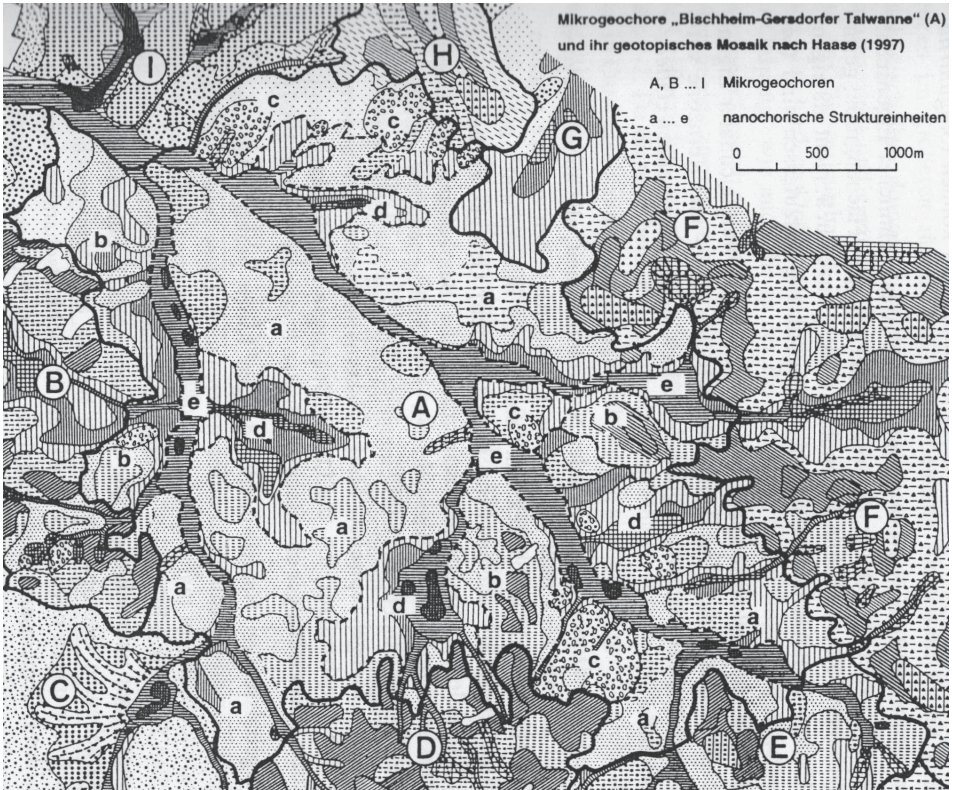 Mikrogeochore „Bischheim-Gersdorfer Talwanne" (A)
und ihr geotopisches Mosaik nach Haase (1997)
A, B ... I Mikrogeochoren
a ... e nanochorische Struktureinheiten
0 500 1000m
I
H
c
c
G
d
F
b
a
a
B
e
e
A
c
b
d
e
b
a
d
F
b
d
a
a
c
C
a
a
D
E